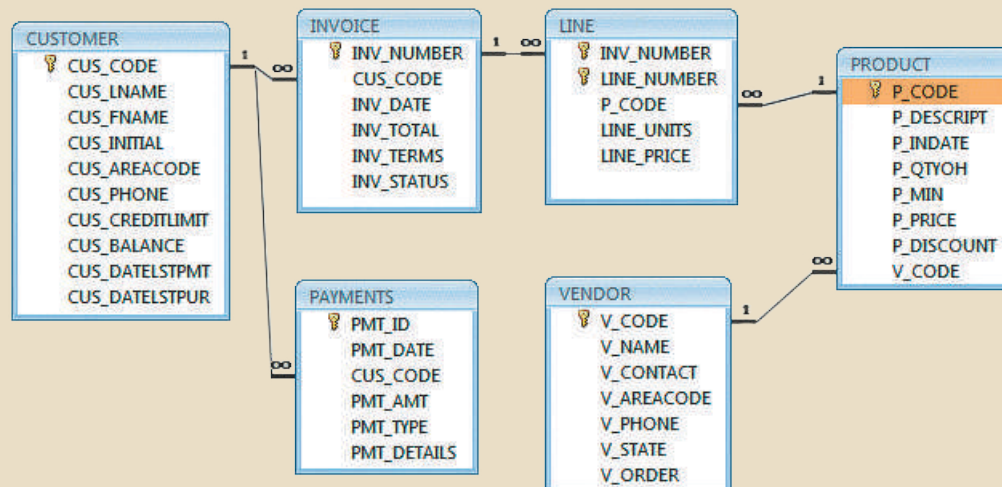 CUSTOMER
CUS_CODE
CUS_LNAME
CUS_FNAME
CUS_INITIAL
CUS_AREACODE
CUS_PHONE
CUS_CREDITLIMIT
CUS_BALANCE
CUS_DATELSTPMT
CUS_DATELSTPUR
1
∞
∞
INVOICE
INV_NUMBER
CUS_CODE
INV_DATE
INV_TOTAL
INV_TERMS
INV_STATUS
1
∞
LINE
INV_NUMBER
LINE_NUMBER
P_CODE
LINE_UNITS
LINE_PRICE
∞
1
PRODUCT
P_CODE
P_DESCRIPT
P_INDATE
P_QTYOH
P_MIN
P_PRICE
P_DISCOUNT
V_CODE
PAYMENTS
PMT_ID
PMT_DATE
CUS_CODE
PMT_AMT
PMT_TYPE
PMT_DETAILS
VENDOR
V_CODE
V_NAME
V_CONTACT
V_AREACODE
V_PHONE
V_STATE
V_ORDER
1
∞